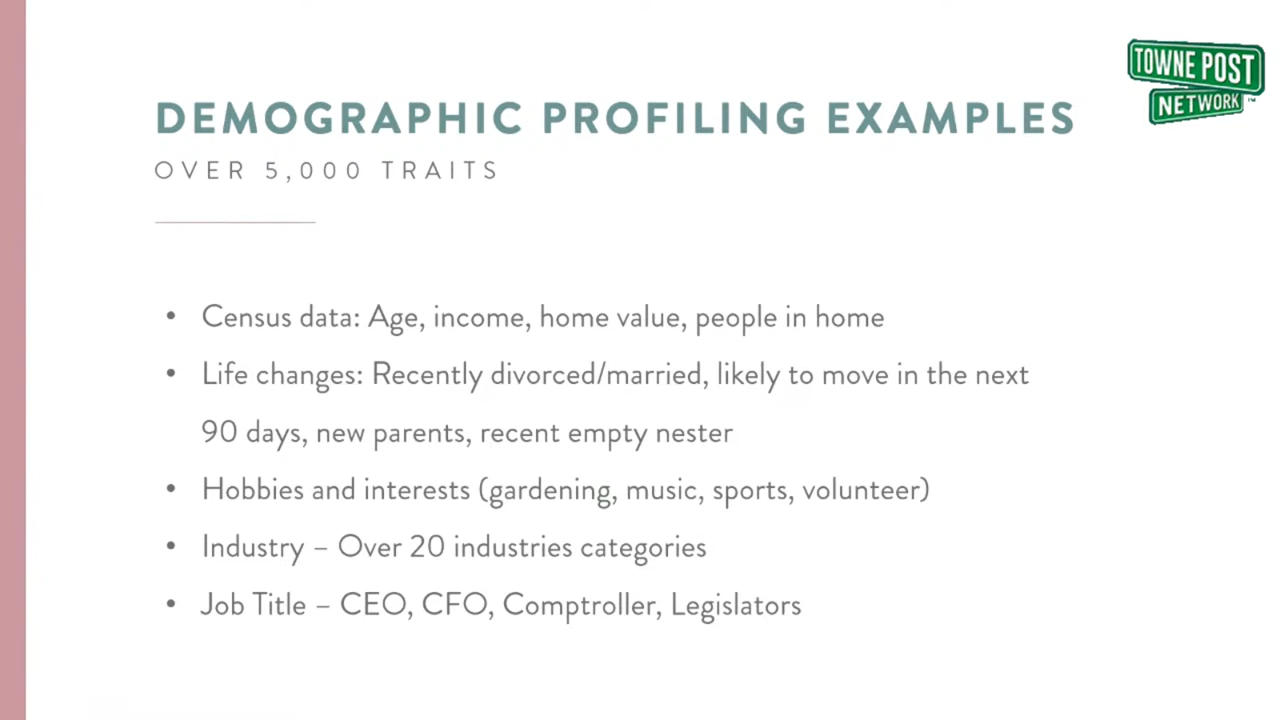 TOWNE POST
NETWORK™
DEMOGRAPHIC PROFILING EXAMPLES
OVER 5,000 TRAITS
• Census data: Age, income, home value, people in home
• Life changes: Recently divorced/married, likely to move in the next
90 days, new parents, recent empty nester
• Hobbies and interests (gardening, music, sports, volunteer)
• Industry – Over 20 industries categories
• Job Title – CEO, CFO, Comptroller, Legislators